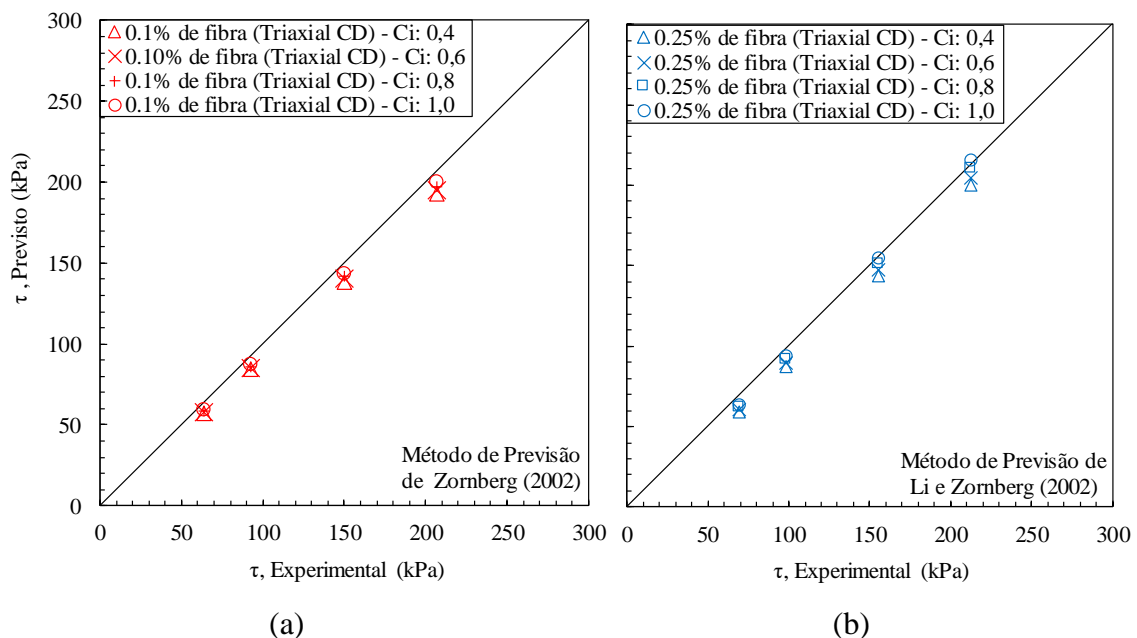 300
250
200
150
100
50
0
τ , Previsto (kPa)
0.1% de fibra (Triaxial CD) - Ci: 0,4
0.10% de fibra (Triaxial CD) - Ci: 0,6
0.1% de fibra (Triaxial CD) - Ci: 0,8
0.1% de fibra (Triaxial CD) - Ci: 1,0
Método de Previsão
de Zornberg (2002)
0 50 100 150 200 250 300
τ, Experimental (kPa)
(a)
0.25% de fibra (Triaxial CD) - Ci: 0,4
0.25% de fibra (Triaxial CD) - Ci: 0,6
0.25% de fibra (Triaxial CD) - Ci: 0,8
0.25% de fibra (Triaxial CD) - Ci: 1,0
Método de Previsão de
Li e Zornberg (2002)
0 50 100 150 200 250 300
τ, Experimental (kPa)
(b)